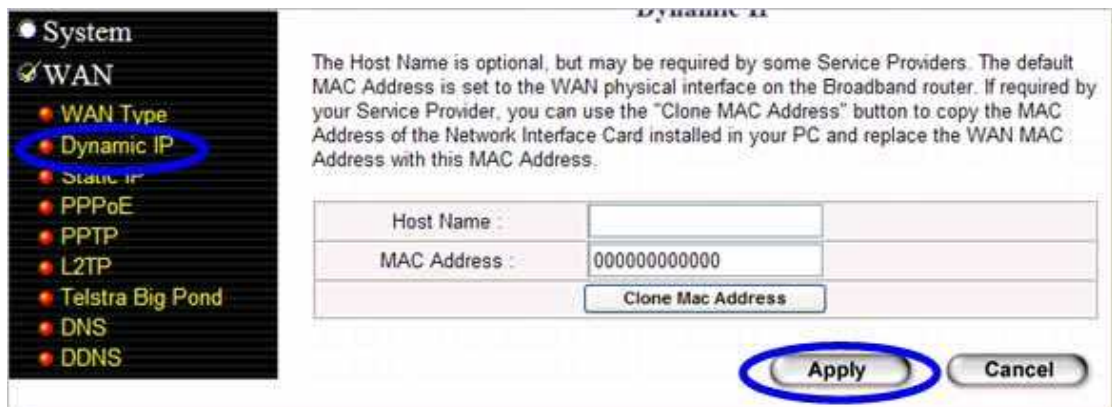 System
WAN
WAN Type
Dynamic IP
Static IP
PPPoE
PPTP
L2TP
Telstra Big Pond
DNS
DDNS
Dynamic IP
The Host Name is optional, but may be required by some Service Providers. The default
MAC Address is set to the WAN physical interface on the Broadband router. If required by
your Service Provider, you can use the "Clone MAC Address" button to copy the MAC
Address of the Network Interface Card installed in your PC and replace the WAN MAC
Address with this MAC Address.
Host Name :
MAC Address : 000000000000
Clone Mac Address
Apply Cancel